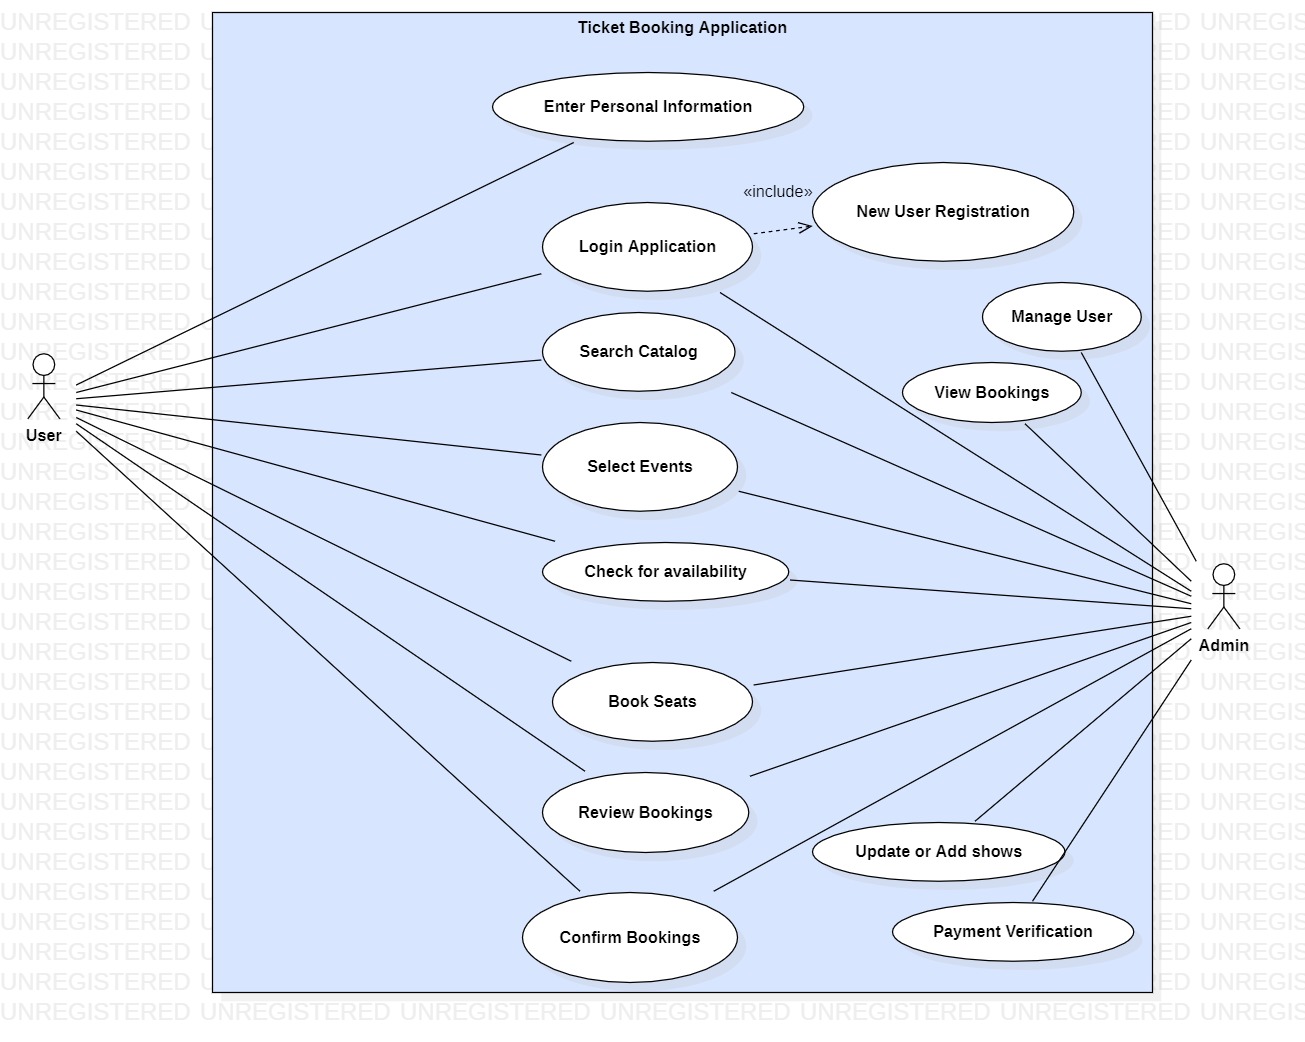 Ticket Booking Application
Enter Personal Information
«include»
New User Registration
Login Application
Manage User
Search Catalog
View Bookings
User
Select Events
Check for availability
Admin
Book Seats
Review Bookings
Update or Add shows
Payment Verification
Confirm Bookings
UNREGISTERED UNREGISTERED UNREGISTERED UNREGISTERED UNREGISTERED UNREGISTERED UNREGIS